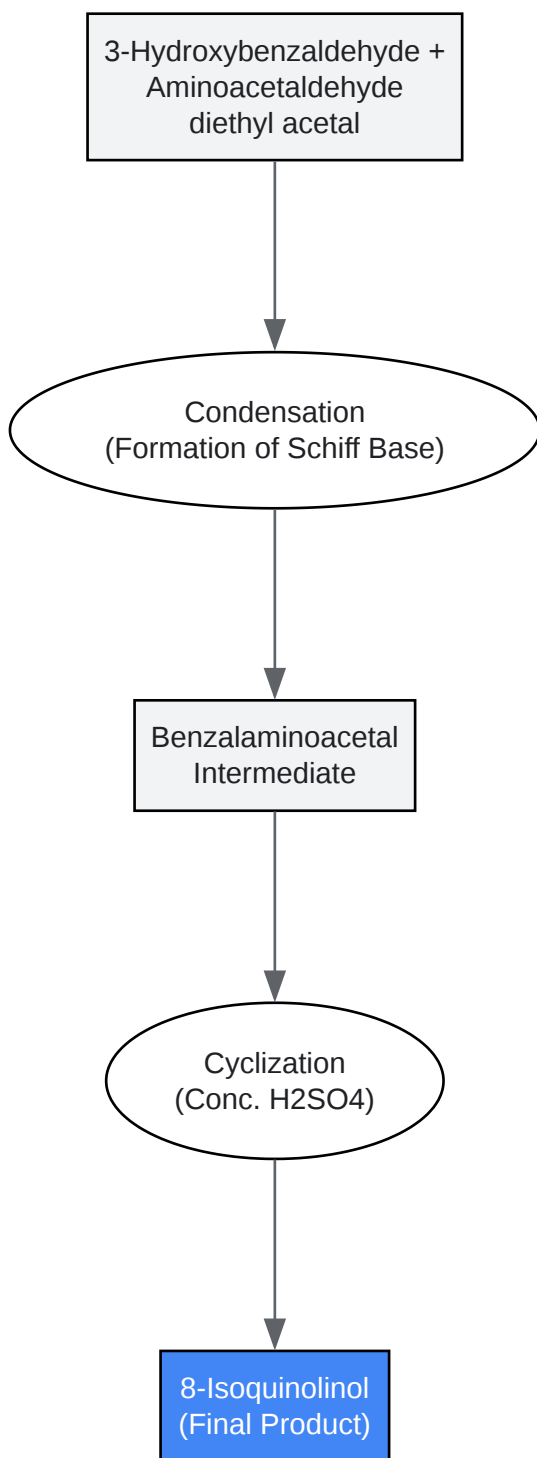 3-Hydroxybenzaldehyde +
Aminoacetaldehyde
diethyl acetal
Condensation
(Formation of Schiff Base)
Benzalaminoacetal
Intermediate
Cyclization
(Conc. H2SO4)
8-Isoquinolinol
(Final Product)